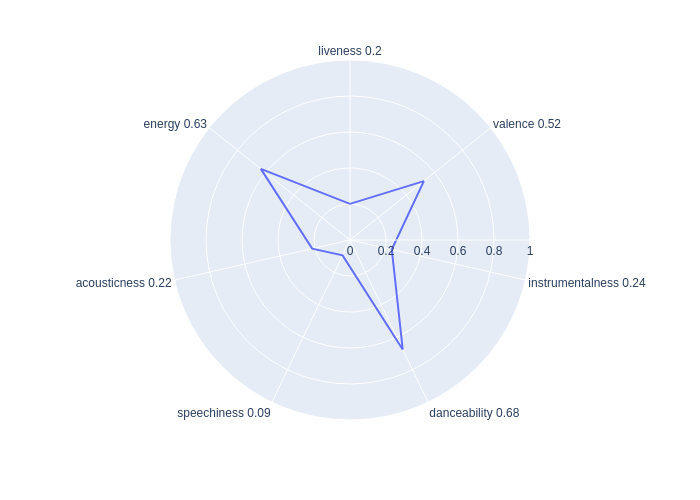 liveness 0.2
energy 0.63
valence 0.52
0 0.2 0.4 0.6 0.8 1
acousticness 0.22
instrumentalness 0.24
speechiness 0.09
danceability 0.68